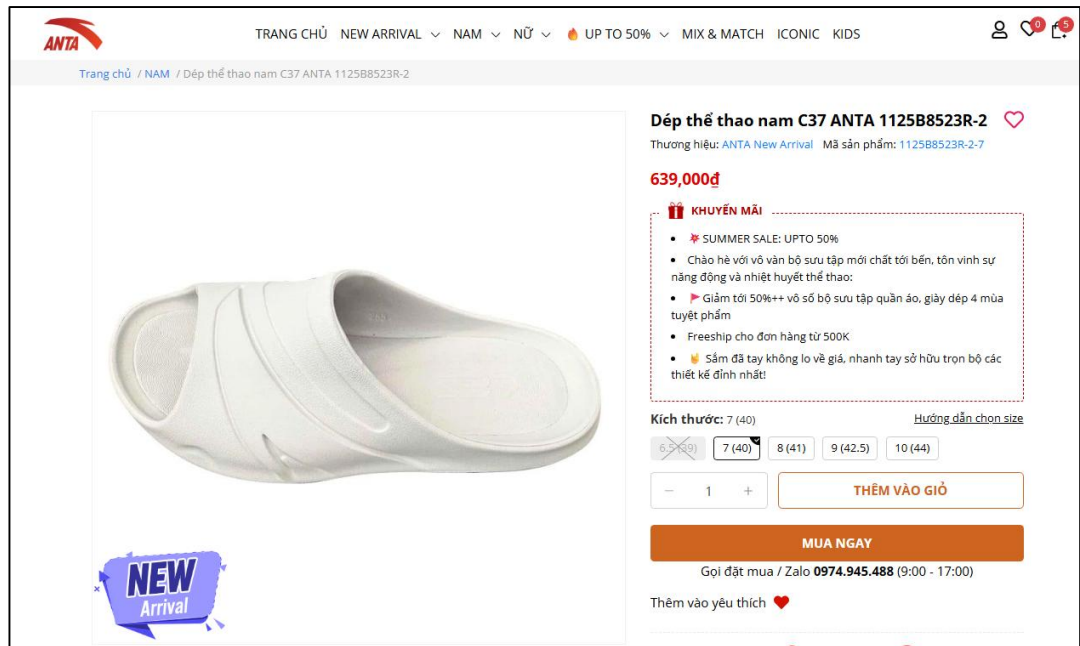 ANTA
TRANG CHỦ NEW ARRIVAL NAM NỮ UP TO 50% MIX & MATCH ICONIC KIDS
0
5
Trang chủ / NAM / Dép thể thao nam C37 ANTA 1125B8523R-2
Dép thể thao nam C37 ANTA 1125B8523R-2
Thương hiệu: ANTA New Arrival Mã sản phẩm: 1125B8523R-2-7
639,000₫
KHUYẾN MÃI
• SUMMER SALE: UPTO 50%
• Chào hè với vô vàn bộ sưu tập mới chất tới bến, tôn vinh sự
năng động và nhiệt huyết thể thao:
• Giảm tới 50%++ vô số bộ sưu tập quần áo, giày dép 4 mùa
tuyệt phẩm
• Freeship cho đơn hàng từ 500K
• Sắm đã tay không lo về giá, nhanh tay sở hữu trọn bộ các
thiết kế đỉnh nhất!
Kích thước: 7 (40) Hướng dẫn chọn size
6.5 (39) 7 (40) 8 (41) 9 (42.5) 10 (44)
− 1 + THÊM VÀO GIỎ
MUA NGAY
Gọi đặt mua / Zalo 0974.945.488 (9:00 - 17:00)
Thêm vào yêu thích
NEW
Arrival